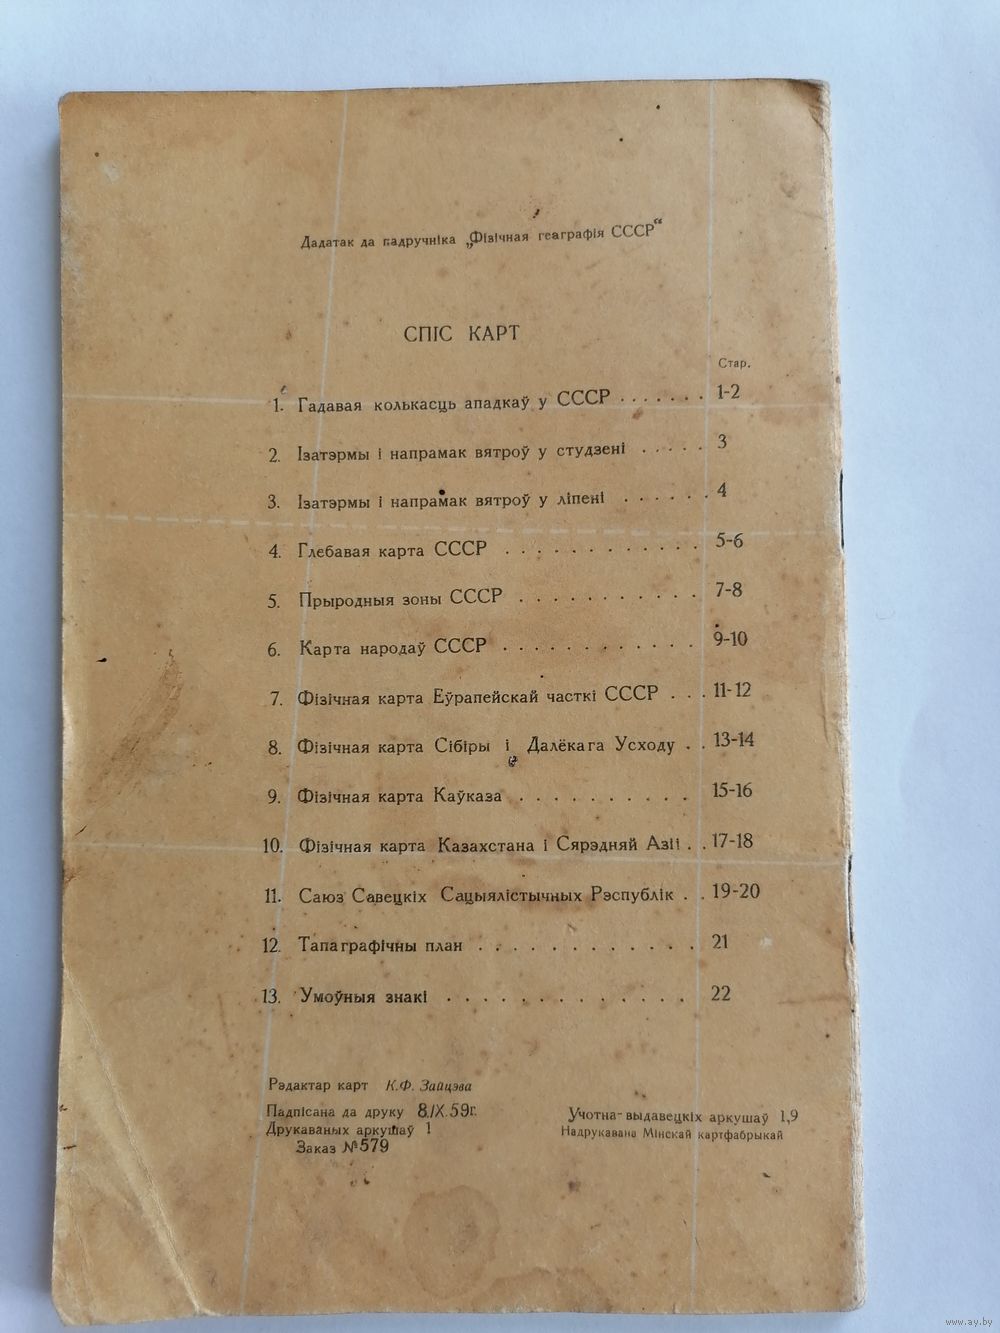 Дадатак да падручніка „Фізічная геаграфія СССР“
СПІС КАРТ
Стар.
1. Гадавая колькасць ападкаў у СССР . . . . . . . 1-2
2. Ізатэрмы і напрамак вятроў у студзені . . . . . 3
3. Ізатэрмы і напрамак вятроў у ліпені . . . . . . 4
4. Глебавая карта СССР . . . . . . . . . . . . 5-6
5. Прыродныя зоны СССР . . . . . . . . . . . 7-8
6. Карта народаў СССР . . . . . . . . . . . . 9-10
7. Фізічная карта Еўрапейскай часткі СССР . . . 11-12
8. Фізічная карта Сібіры і Далёкага Усходу . . 13-14
9. Фізічная карта Каўказа . . . . . . . . . . 15-16
10. Фізічная карта Казахстана і Сярэдняй Азіі . . 17-18
11. Саюз Савецкіх Сацыялістычных Рэспублік . . 19-20
12. Тапаграфічны план . . . . . . . . . . . . 21
13. Умоўныя знакі . . . . . . . . . . . . . 22
Рэдактар карт К.Ф. Зайцэва
Падпісана да друку 8/IX.59г.
Друкаваных аркушаў 1
Заказ №579
Учотна-выдавецкіх аркушаў 1,9
Надрукавана Мінскай картфабрыкай
www.ay.by